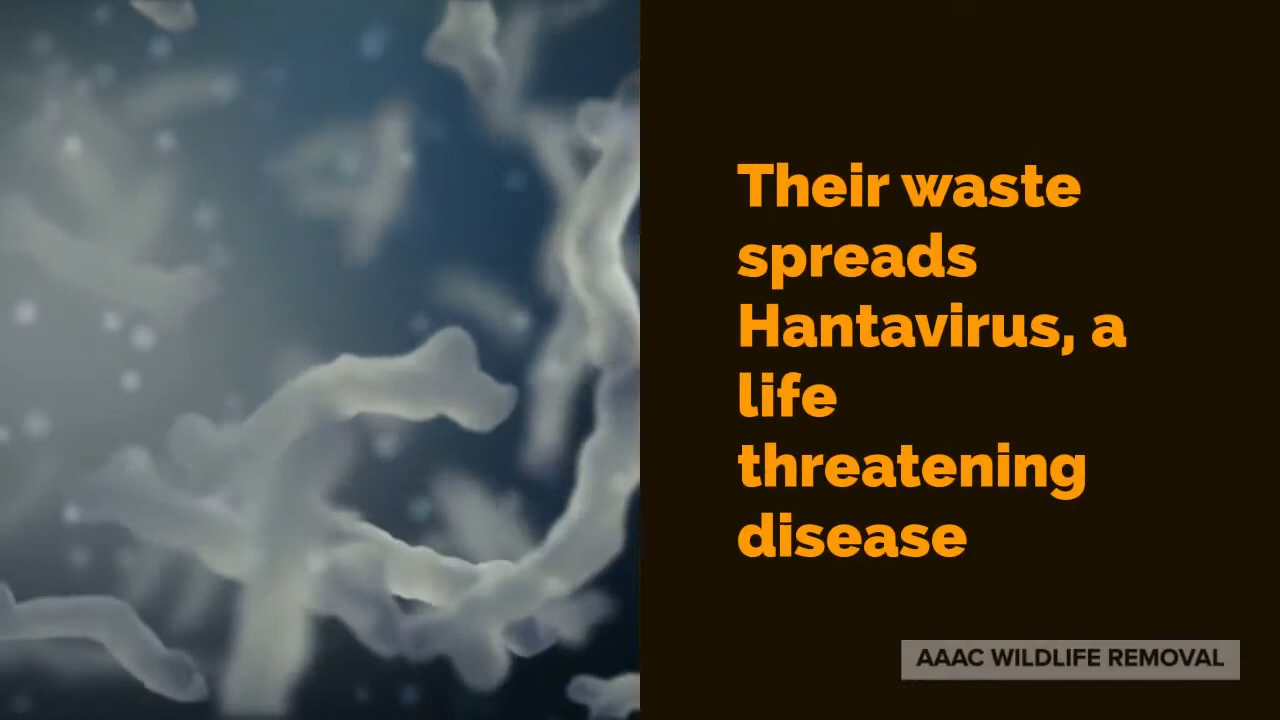 Their waste
spreads
Hantavirus, a
life
threatening
disease
AAAC WILDLIFE REMOVAL